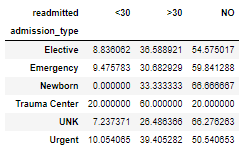 readmitted <30 >30 NO
admission_type
Elective 8.836062 36.588921 54.575017
Emergency 9.475783 30.682929 59.841288
Newborn 0.000000 33.333333 66.666667
Trauma Center 20.000000 60.000000 20.000000
UNK 7.237371 26.486366 66.276263
Urgent 10.054065 39.405282 50.540653